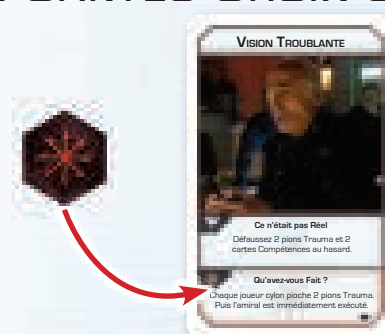 Vision Troublante
Ce n'était pas Réel
Défaussez 2 pions Trauma et 2
cartes Compétences au hasard.
Qu'avez-vous Fait ?
Chaque joueur cylon pioche 2 pions Trauma.
Puis l'amiral est immédiatement exécuté.